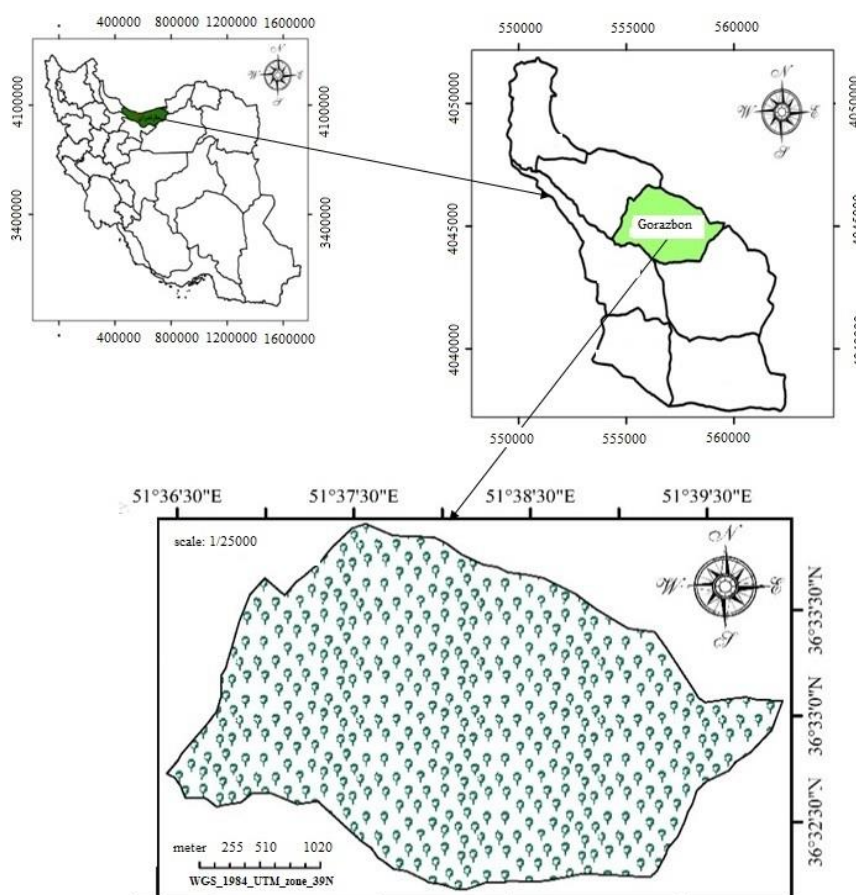 400000 800000 1200000 1600000
N
W E
S
4100000
4100000
3400000
3400000
400000 800000 1200000 1600000
550000 555000 560000
N
W E
S
4050000
4050000
Gorazbon
4045000
4045000
4040000
4040000
550000 555000 560000
51°36'30"E 51°37'30"E 51°38'30"E 51°39'30"E
scale: 1/25000
N
W E
S
36°33'30"N
36°33'0"N
36°32'30"N
meter 255 510 1020
WGS_1984_UTM_zone_39N